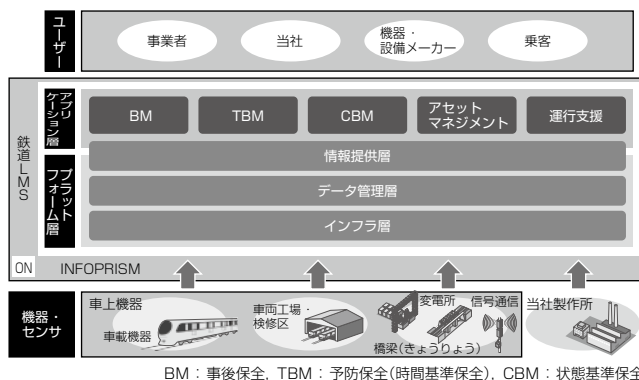 ユーザー
事業者
当社
機器・
設備メーカー
乗客
鉄道LMS
アプリ
ケーション層
BM
TBM
CBM
アセット
マネジメント
運行支援
情報提供層
プラット
フォーム層
データ管理層
インフラ層
ON INFOPRISM
機器・
センサ
車上機器
車載機器
車両工場・
検修区
変電所
信号通信
橋梁(きょうりょう)
当社製作所
BM:事後保全,TBM:予防保全(時間基準保全),CBM:状態基準保全